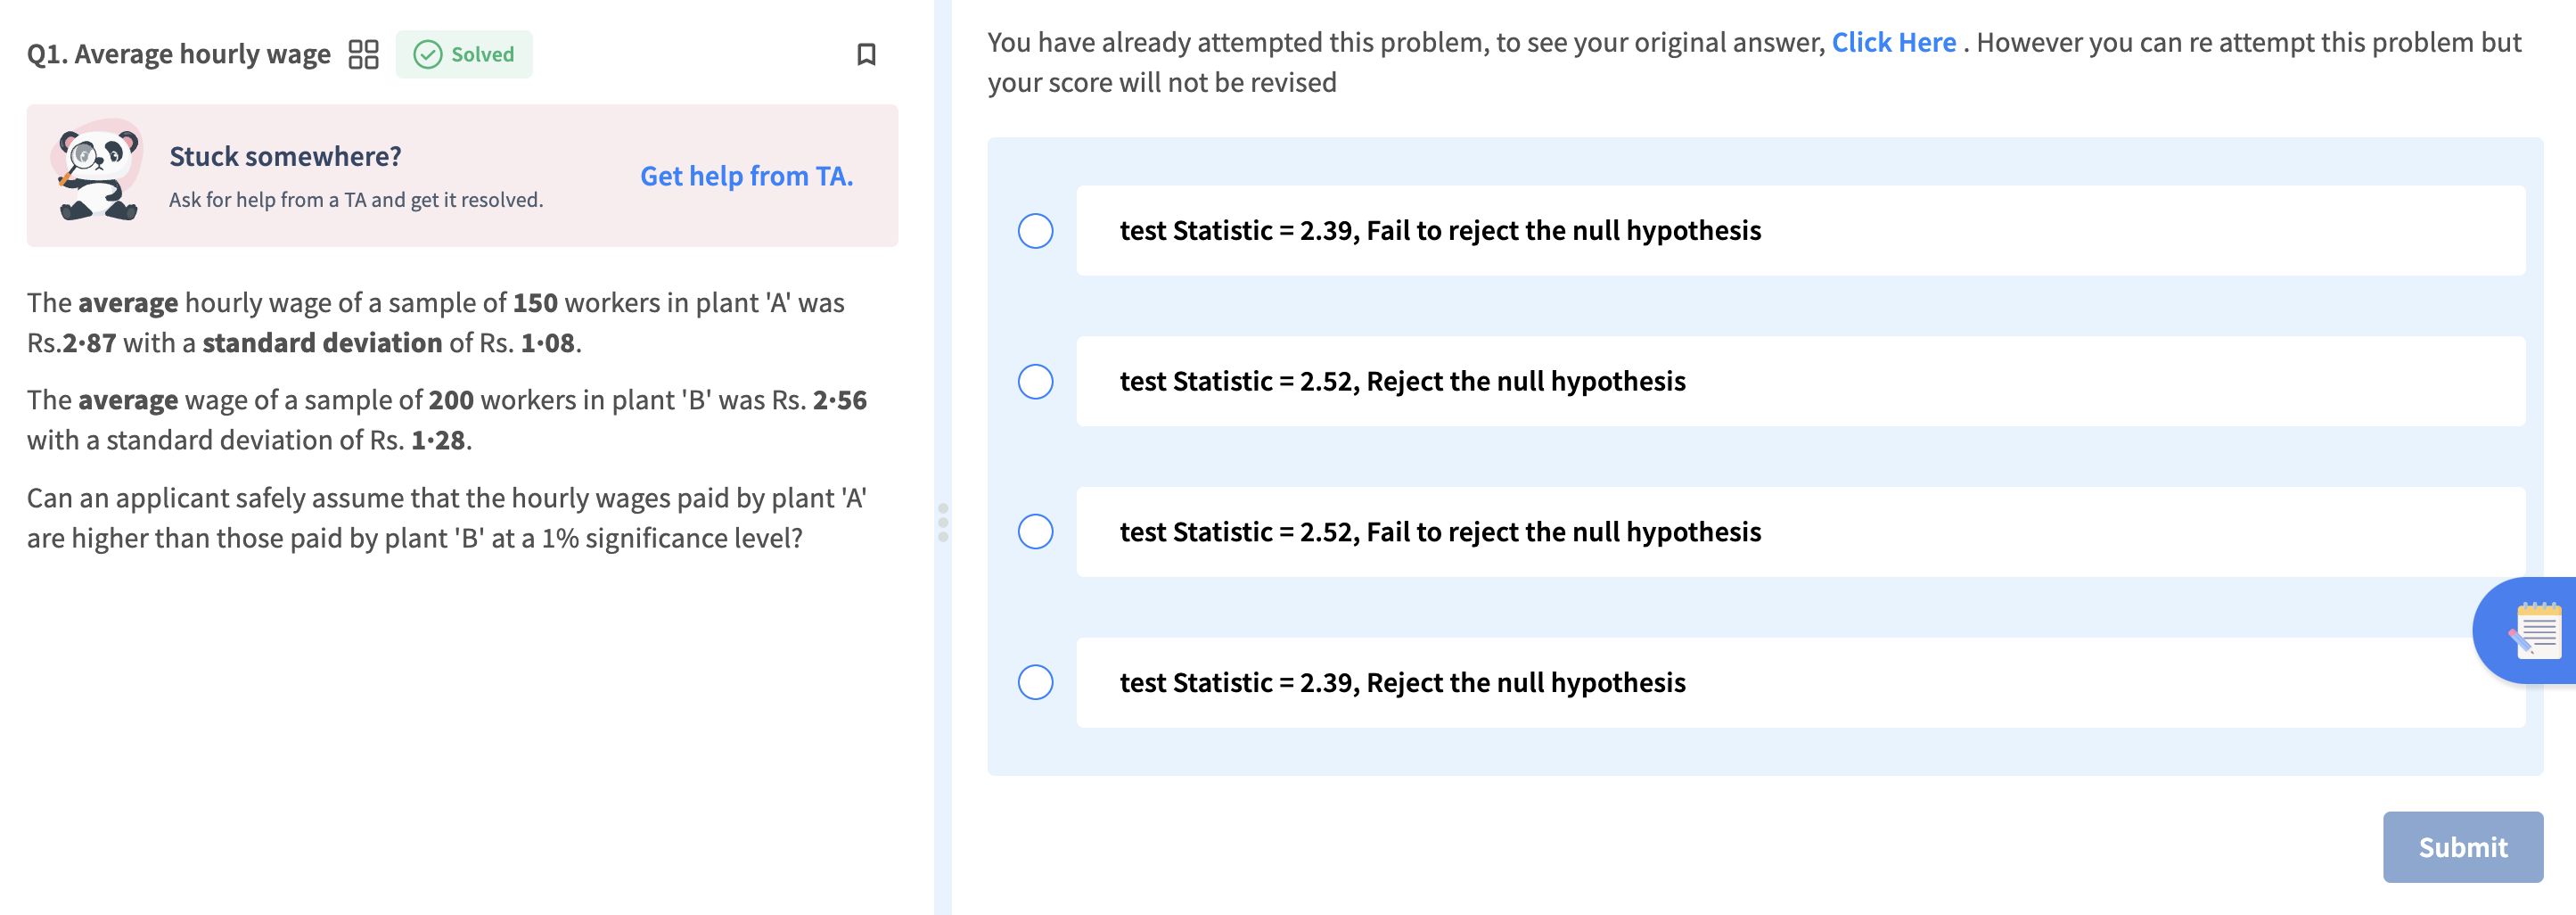 Q1. Average hourly wage
Solved
Stuck somewhere?
Ask for help from a TA and get it resolved.
Get help from TA.
The average hourly wage of a sample of 150 workers in plant 'A' was
Rs.2·87 with a standard deviation of Rs. 1·08.
The average wage of a sample of 200 workers in plant 'B' was Rs. 2·56
with a standard deviation of Rs. 1·28.
Can an applicant safely assume that the hourly wages paid by plant 'A'
are higher than those paid by plant 'B' at a 1% significance level?
You have already attempted this problem, to see your original answer, Click Here . However you can re attempt this problem but
your score will not be revised
test Statistic = 2.39, Fail to reject the null hypothesis
test Statistic = 2.52, Reject the null hypothesis
test Statistic = 2.52, Fail to reject the null hypothesis
test Statistic = 2.39, Reject the null hypothesis
Submit